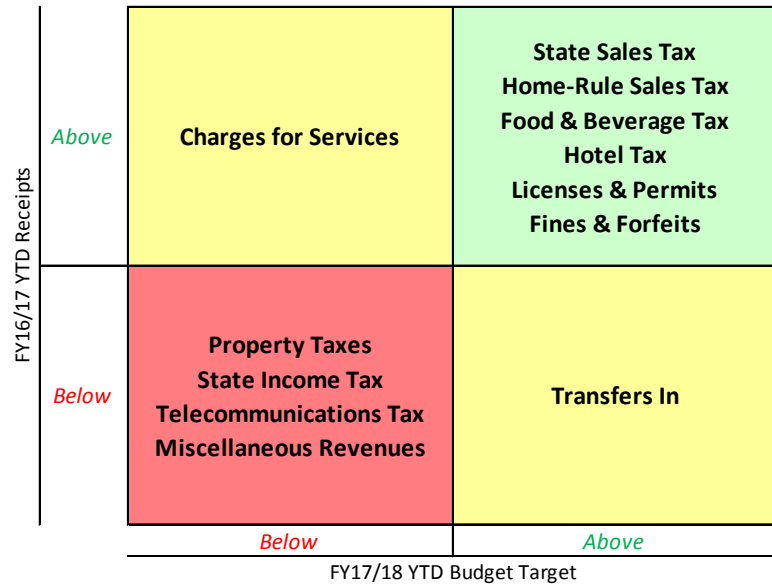 FY16/17 YTD Receipts
Above
Charges for Services
State Sales Tax
Home-Rule Sales Tax
Food & Beverage Tax
Hotel Tax
Licenses & Permits
Fines & Forfeits
Below
Property Taxes
State Income Tax
Telecommunications Tax
Miscellaneous Revenues
Transfers In
Below
Above
FY17/18 YTD Budget Target